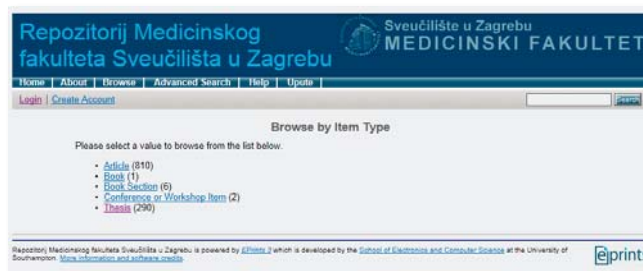 Repozitorij Medicinskog
fakulteta Sveučilišta u Zagrebu
Sveučilište u Zagrebu
MEDICINSKI FAKULTET
Home | About | Browse | Advanced Search | Help | Upute |
Login | Create Account
Search
Browse by Item Type
Please select a value to browse from the list below.
• Article (810)
• Book (1)
• Book Section (6)
• Conference or Workshop Item (2)
• Thesis (290)
Repozitorij Medicinskog fakulteta Sveučilišta u Zagrebu is powered by EPrints 3 which is developed by the School of Electronics and Computer Science at the University of
Southampton. More information and software credits.
eprint